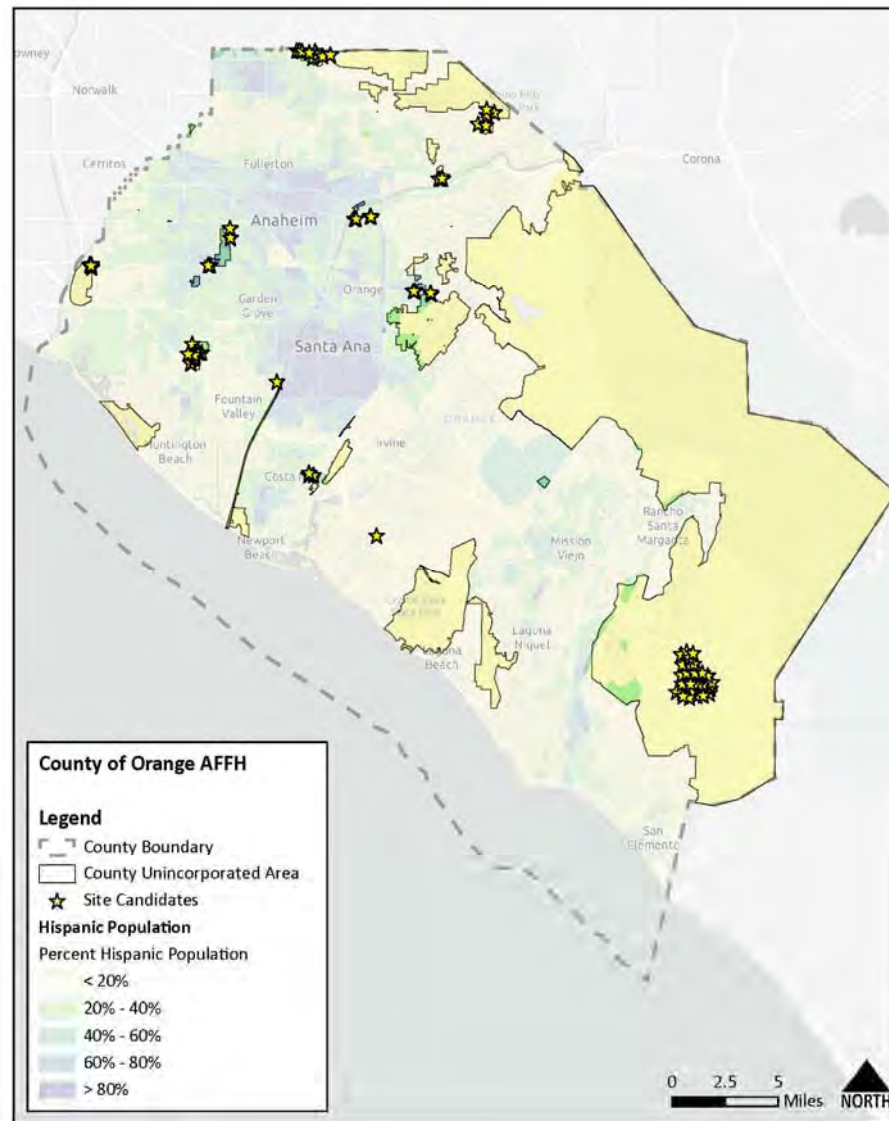 Norwalk
Cerritos
Fullerton
Corona
Anaheim
Orange
Garden
Grove
Santa Ana
Fountain
Valley
ORANGE
Irvine
Huntington
Beach
Newport
Beach
Mission
Viejo
Rancho
Santa
Margarita
Laguna
Niguel
Laguna
Beach
San
Clemente
County of Orange AFFH
Legend
County Boundary
County Unincorporated Area
Site Candidates
Hispanic Population
Percent Hispanic Population
< 20%
20% - 40%
40% - 60%
60% - 80%
> 80%
0 2.5 5
Miles
NORTH